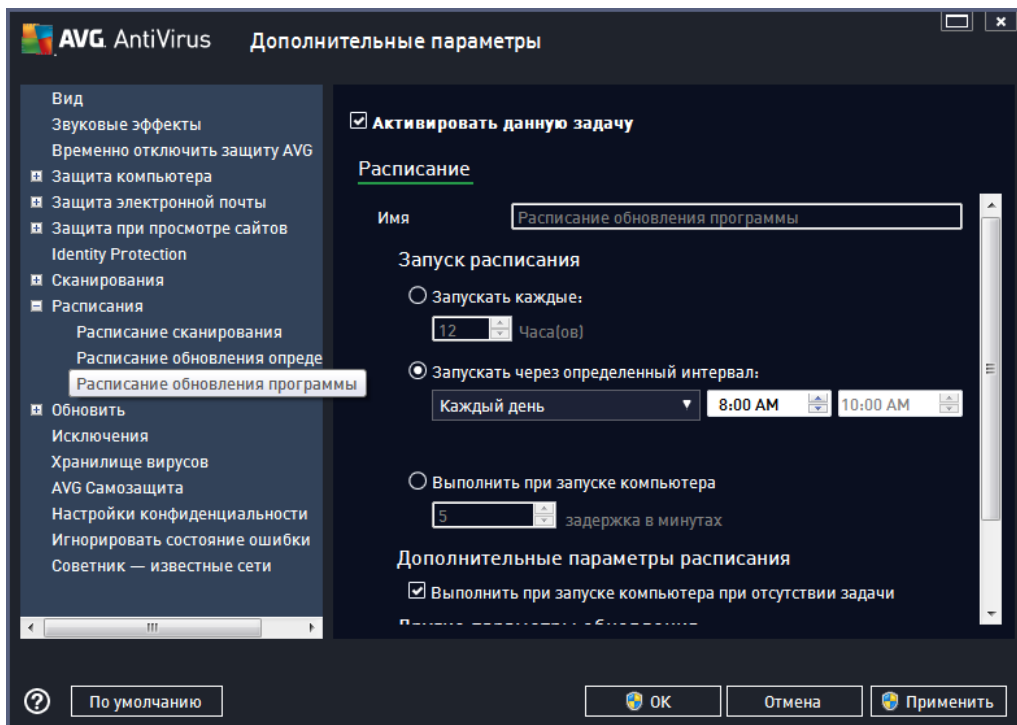 AVG AntiVirus Дополнительные параметры
Вид
Звуковые эффекты
Временно отключить защиту AVG
Защита компьютера
Защита электронной почты
Защита при просмотре сайтов
Identity Protection
Сканирования
Расписания
Расписание сканирования
Расписание обновления опреде
Расписание обновления программы
Обновить
Исключения
Хранилище вирусов
AVG Самозащита
Настройки конфиденциальности
Игнорировать состояние ошибки
Советник — известные сети
Активировать данную задачу
Расписание
Имя Расписание обновления программы
Запуск расписания
Запускать каждые:
12 Часа(ов)
Запускать через определенный интервал:
Каждый день 8:00 AM 10:00 AM
Выполнить при запуске компьютера
5 задержка в минутах
Дополнительные параметры расписания
Выполнить при запуске компьютера при отсутствии задачи
По умолчанию OK Отмена Применить